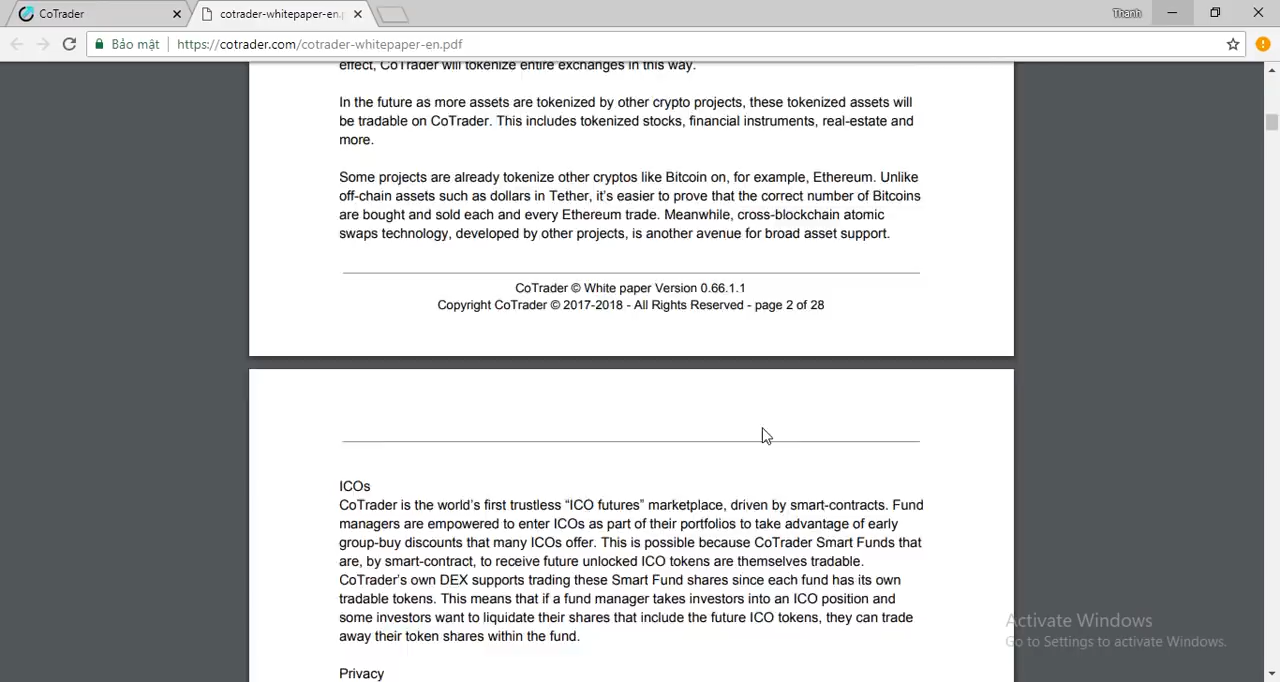 CoTrader
cotrader-whitepaper-en.p
Thanh
Bảo mật
https://cotrader.com/cotrader-whitepaper-en.pdf
effect, CoTrader will tokenize entire exchanges in this way.
In the future as more assets are tokenized by other crypto projects, these tokenized assets will
be tradable on CoTrader. This includes tokenized stocks, financial instruments, real-estate and
more.
Some projects are already tokenize other cryptos like Bitcoin on, for example, Ethereum. Unlike
off-chain assets such as dollars in Tether, it's easier to prove that the correct number of Bitcoins
are bought and sold each and every Ethereum trade. Meanwhile, cross-blockchain atomic
swaps technology, developed by other projects, is another avenue for broad asset support.
CoTrader © White paper Version 0.66.1.1
Copyright CoTrader © 2017-2018 - All Rights Reserved - page 2 of 28
ICOs
CoTrader is the world's first trustless “ICO futures” marketplace, driven by smart-contracts. Fund
managers are empowered to enter ICOs as part of their portfolios to take advantage of early
group-buy discounts that many ICOs offer. This is possible because CoTrader Smart Funds that
are, by smart-contract, to receive future unlocked ICO tokens are themselves tradable.
CoTrader's own DEX supports trading these Smart Fund shares since each fund has its own
tradable tokens. This means that if a fund manager takes investors into an ICO position and
some investors want to liquidate their shares that include the future ICO tokens, they can trade
away their token shares within the fund.
Privacy
Activate Windows
Go to Settings to activate Windows.